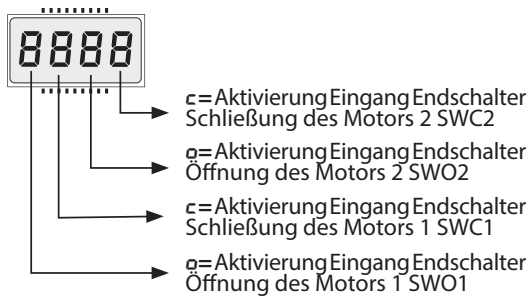 8888
c=Aktivierung Eingang Endschalter
Schließung des Motors 2 SWC2
o=Aktivierung Eingang Endschalter
Öffnung des Motors 2 SWO2
c=Aktivierung Eingang Endschalter
Schließung des Motors 1 SWC1
o=Aktivierung Eingang Endschalter
Öffnung des Motors 1 SWO1